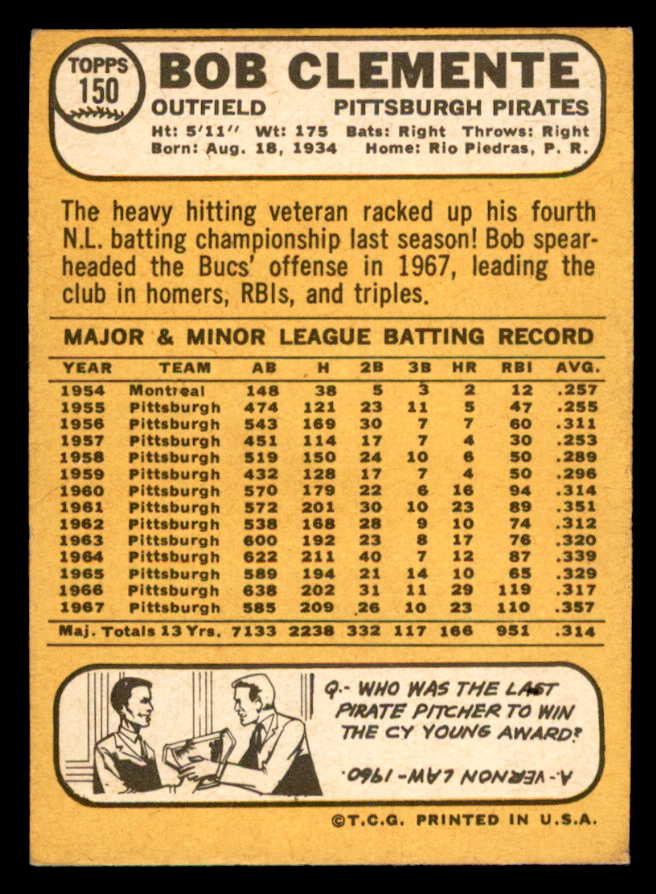 TOPPS
150
BOB CLEMENTE
OUTFIELD PITTSBURGH PIRATES
Ht: 5'11" Wt: 175 Bats: Right Throws: Right
Born: Aug. 18, 1934 Home: Rio Piedras, P. R.
The heavy hitting veteran racked up his fourth
N.L. batting championship last season! Bob spear-
headed the Bucs' offense in 1967, leading the
club in homers, RBIs, and triples.
MAJOR & MINOR LEAGUE BATTING RECORD
YEAR TEAM AB H 2B 3B HR RBI AVG.
1954 Montreal 148 38 5 3 2 12 .257
1955 Pittsburgh 474 121 23 11 5 47 .255
1956 Pittsburgh 543 169 30 7 7 60 .311
1957 Pittsburgh 451 114 17 7 4 30 .253
1958 Pittsburgh 519 150 24 10 6 50 .289
1959 Pittsburgh 432 128 17 7 4 50 .296
1960 Pittsburgh 570 179 22 6 16 94 .314
1961 Pittsburgh 572 201 30 10 23 89 .351
1962 Pittsburgh 538 168 28 9 10 74 .312
1963 Pittsburgh 600 192 23 8 17 76 .320
1964 Pittsburgh 622 211 40 7 12 87 .339
1965 Pittsburgh 589 194 21 14 10 65 .329
1966 Pittsburgh 638 202 31 11 29 119 .317
1967 Pittsburgh 585 209 26 10 23 110 .357
Maj. Totals 13 Yrs. 7133 2238 332 117 166 951 .314
Q.- WHO WAS THE LAST
PIRATE PITCHER TO WIN
THE CY YOUNG AWARD?
A.- VERNON LAW - 1960.
©T.C.G. PRINTED IN U.S.A.